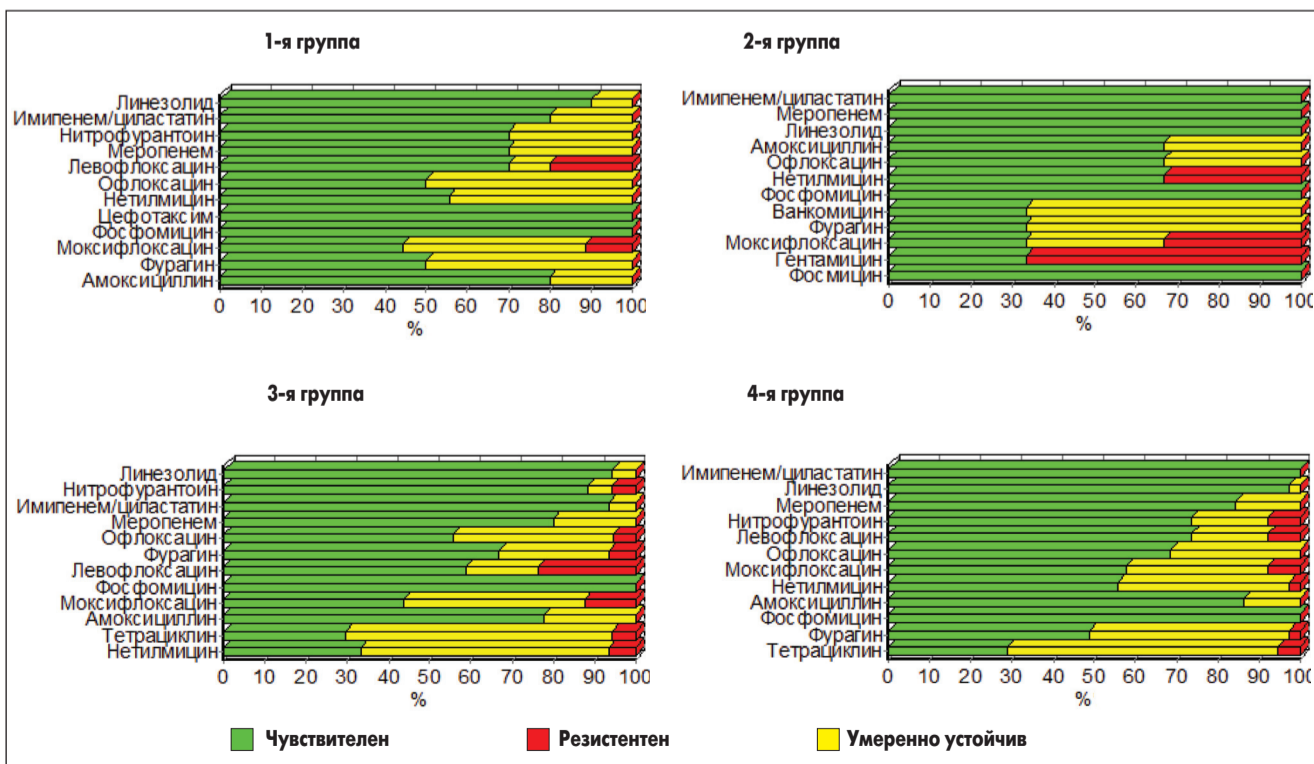 1-я группа
Линезолид
Имипенем/циластатин
Нитрофурантоин
Меропенем
Левофлоксацин
Офлоксацин
Нетилмицин
Цефотаксим
Фосфомицин
Моксифлоксацин
Фурагин
Амоксициллин
0 10 20 30 40 50 60 70 80 90 100
%
2-я группа
Имипенем/циластатин
Меропенем
Линезолид
Амоксициллин
Офлоксацин
Нетилмицин
Фосфомицин
Ванкомицин
Фурагин
Моксифлоксацин
Гентамицин
Фосмицин
0 10 20 30 40 50 60 70 80 90 100
%
3-я группа
Линезолид
Нитрофурантоин
Имипенем/циластатин
Меропенем
Офлоксацин
Фурагин
Левофлоксацин
Фосфомицин
Моксифлоксацин
Амоксициллин
Тетрациклин
Нетилмицин
0 10 20 30 40 50 60 70 80 90 100
%
4-я группа
Имипенем/циластатин
Линезолид
Меропенем
Нитрофурантоин
Левофлоксацин
Офлоксацин
Моксифлоксацин
Нетилмицин
Амоксициллин
Фосфомицин
Фурагин
Тетрациклин
0 10 20 30 40 50 60 70 80 90 100
%
Чувствителен Резистентен Умеренно устойчив